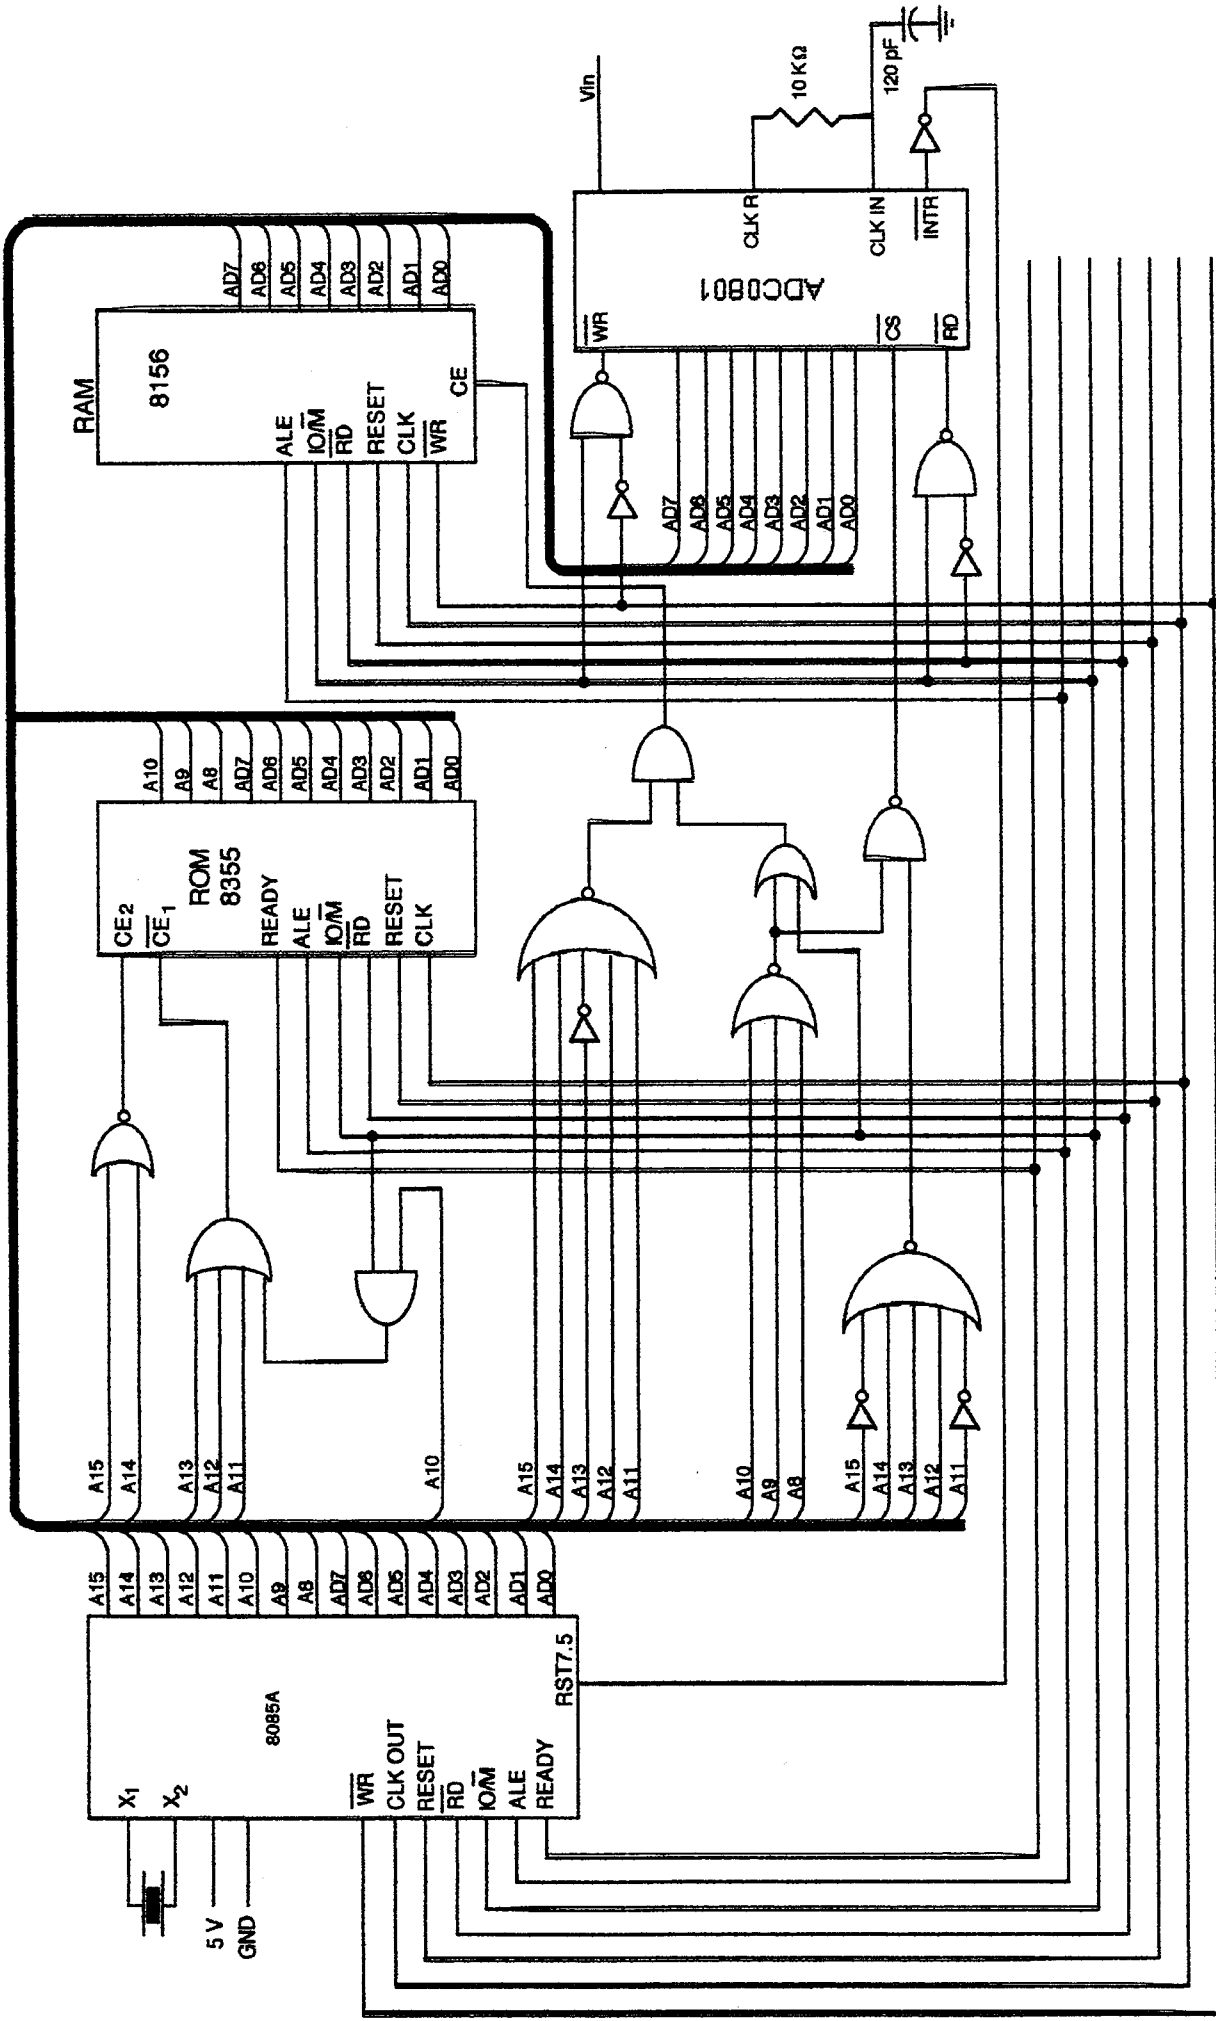 8085A
X1
X2
5 V
GND
WR
CLK OUT
RESET
RD
IO/M
ALE
READY
RST7.5
A15
A14
A13
A12
A11
A10
A9
A8
AD7
AD6
AD5
AD4
AD3
AD2
AD1
AD0
A15
A14
A13
A12
A11
A10
A15
A14
A13
A12
A11
A10
A9
A8
A15
A14
A13
A12
A11
ROM
8355
CE2
CE1
READY
ALE
IO/M
RD
RESET
CLK
A10
A9
A8
AD7
AD6
AD5
AD4
AD3
AD2
AD1
AD0
RAM
8156
ALE
IO/M
RD
RESET
CLK
WR
CE
AD7
AD6
AD5
AD4
AD3
AD2
AD1
AD0
AD7
AD6
AD5
AD4
AD3
AD2
AD1
AD0
ADC0801
WR
CS
RD
CLK R
CLK IN
INTR
Vin
10 KΩ
120 pF